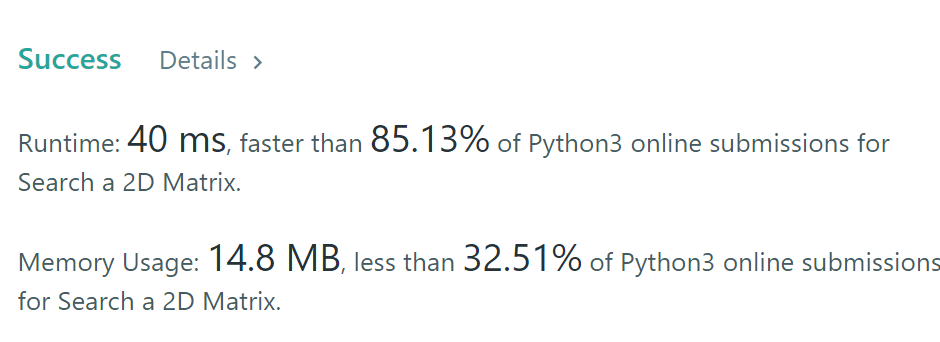 Success Details >
Runtime: 40 ms, faster than 85.13% of Python3 online submissions for
Search a 2D Matrix.
Memory Usage: 14.8 MB, less than 32.51% of Python3 online submissions
for Search a 2D Matrix.